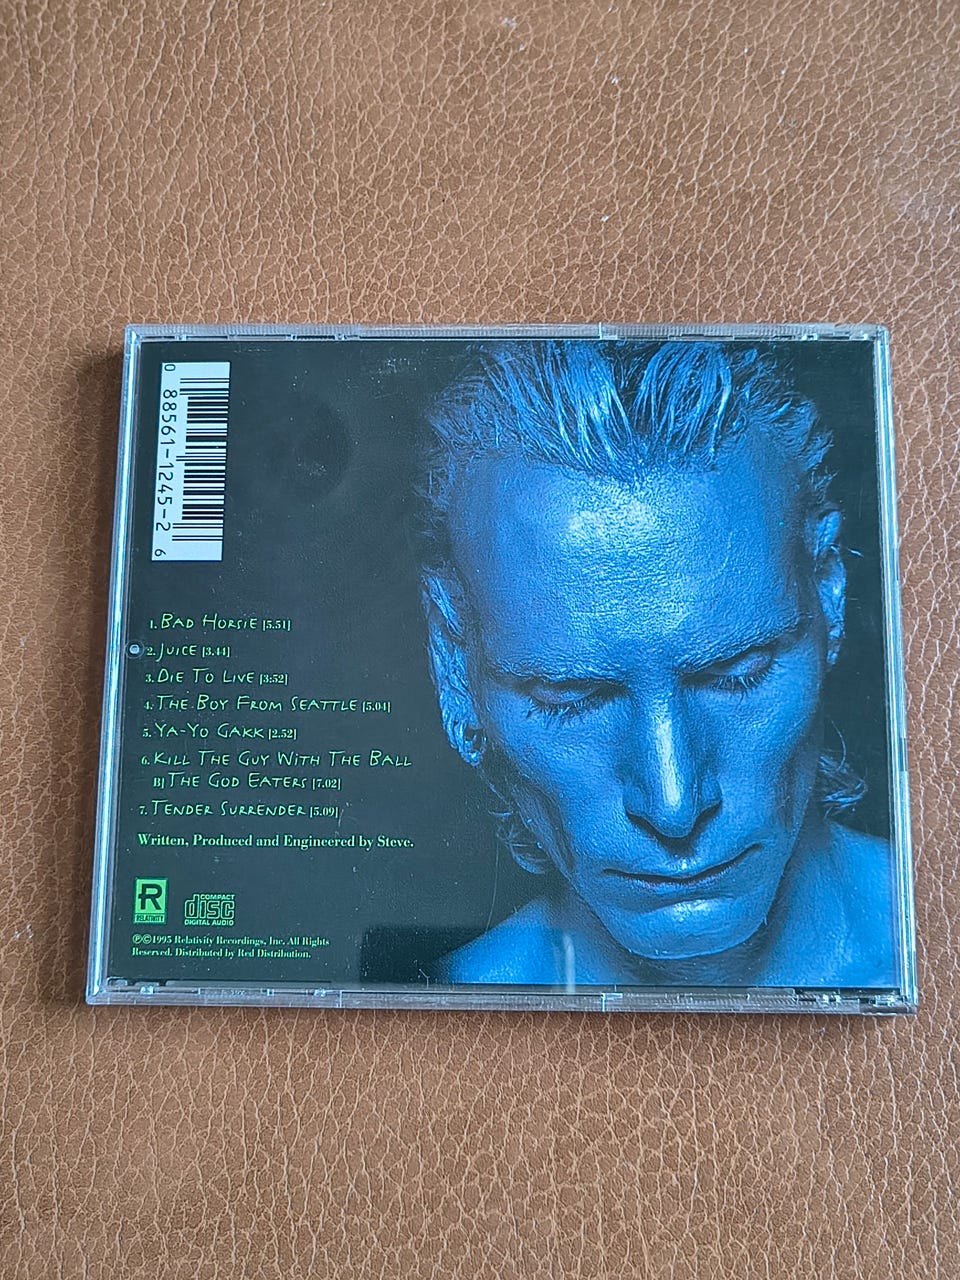 0 88561-1245-2 6
1. BAD HORSIE [5.51]
2. JUICE [3.44]
3. DIE TO LIVE [3:52]
4. THE BOY FROM SEATTLE [5.04]
5. YA-YO GAKK [2.52]
6. KILL THE GUY WITH THE BALL
B] THE GOD EATERS [7.02]
7. TENDER SURRENDER [5.09]
Written, Produced and Engineered by Steve.
R
RELATIVITY
COMPACT
disc
DIGITAL AUDIO
℗©1995 Relativity Recordings, Inc. All Rights
Reserved. Distributed by Red Distribution.